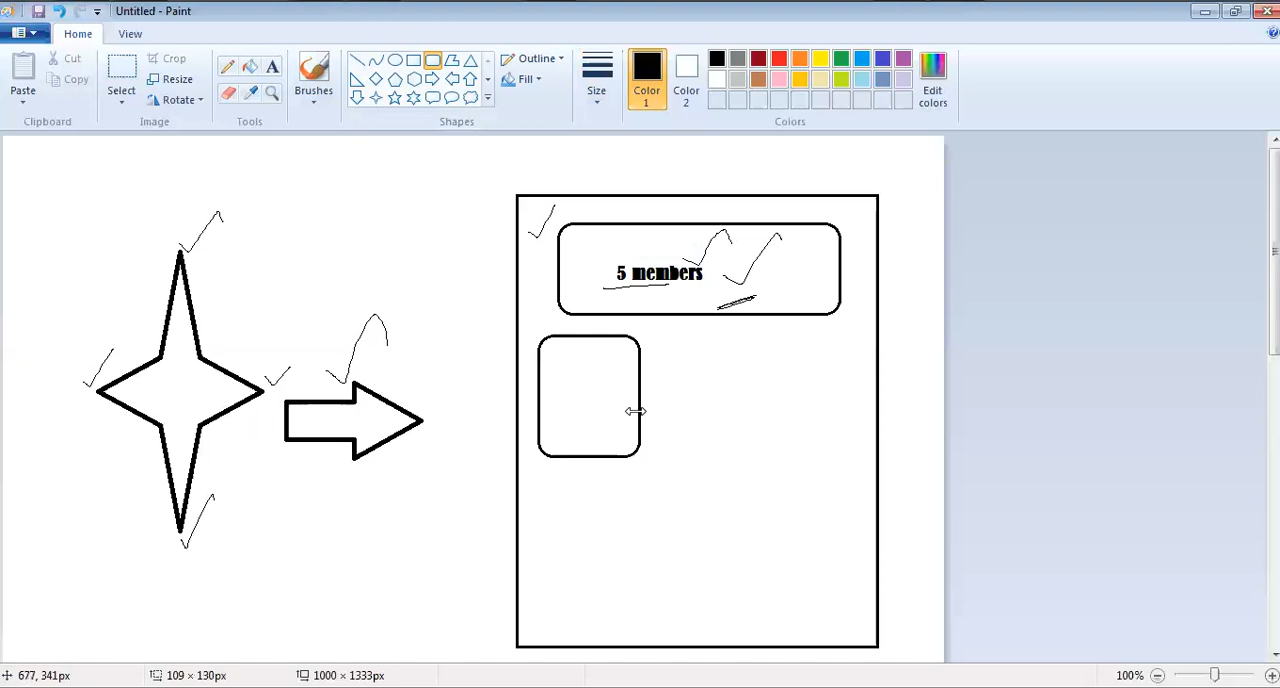 Untitled - Paint
Home View
Paste
Cut
Copy
Clipboard
Select
Crop
Resize
Rotate
Image
Tools
Brushes
Shapes
Outline
Fill
Size
Color 1
Color 2
Edit colors
Colors
5 members
677, 341px
109 × 130px
1000 × 1333px
100%